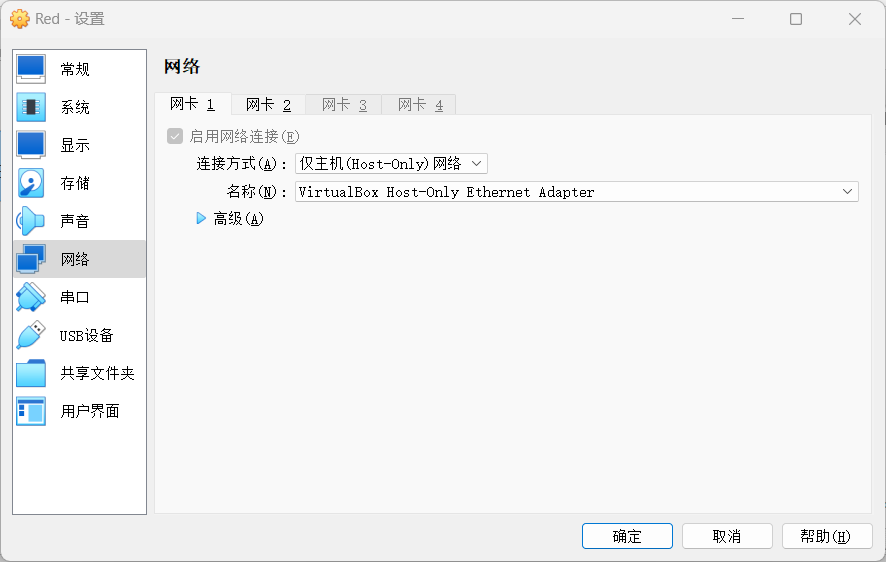 Red - 设置
常规
系统
显示
存储
声音
网络
串口
USB设备
共享文件夹
用户界面
网络
网卡 1 网卡 2 网卡 3 网卡 4
启用网络连接(E)
连接方式(A)： 仅主机(Host-Only)网络
名称(N)： VirtualBox Host-Only Ethernet Adapter
高级(A)
确定 取消 帮助(H)